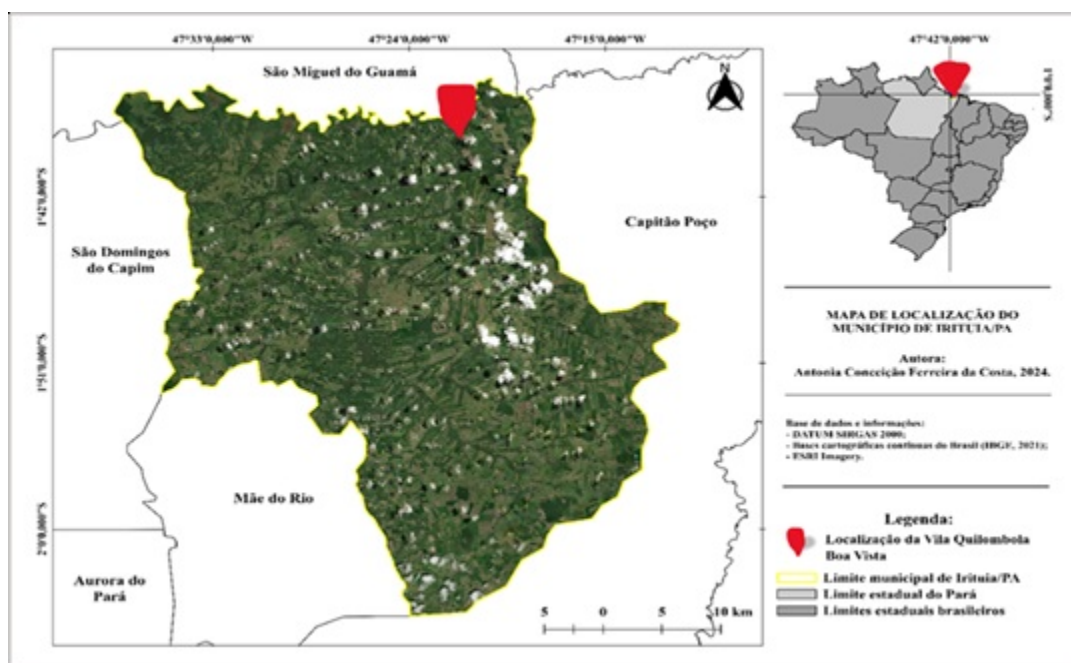 47°33'0,000"W
47°24'0,000"W
47°15'0,000"W
47°42'0,000"W
1°0'0,000"S
São Miguel do Guamá
N
1°42'0,000"S
Capitão Poço
São Domingos
do Capim
1°51'0,000"S
Mãe do Rio
2°0'0,000"S
Aurora do
Pará
5 0 5 10 km
MAPA DE LOCALIZAÇÃO DO
MUNICÍPIO DE IRITUIA/PA
Autora:
Antonia Conceição Ferreira da Costa, 2024.
Base de dados e informações:
- DATUM SIRGAS 2000;
- Bases cartográficas contínuas do Brasil (IBGE, 2021);
- ESRI Imagery.
Legenda:
Localização da Vila Quilombola
Boa Vista
Limite municipal de Irituia/PA
Limite estadual do Pará
Limites estaduais brasileiros